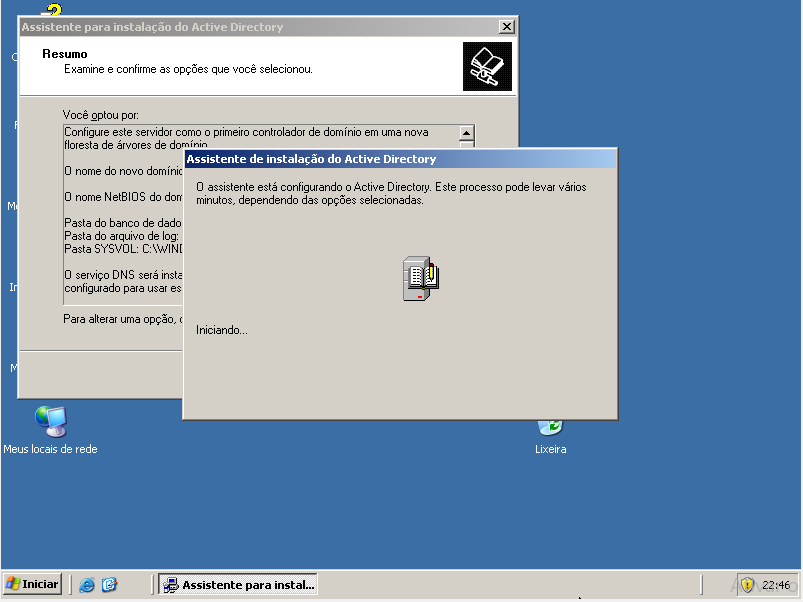 Assistente para instalação do Active Directory
Resumo
Examine e confirme as opções que você selecionou.
Você optou por:
Configure este servidor como o primeiro controlador de domínio em uma nova
floresta de árvores de domínio
O nome do novo domínio
O nome NetBIOS do dom
Pasta do banco de dado
Pasta do arquivo de log:
Pasta SYSVOL: C:\WIND
O serviço DNS será insta
configurado para usar es
Para alterar uma opção,
Assistente de instalação do Active Directory
O assistente está configurando o Active Directory. Este processo pode levar vários
minutos, dependendo das opções selecionadas.
Iniciando...
Meus locais de rede
Lixeira
Iniciar
Assistente para instal...
22:46